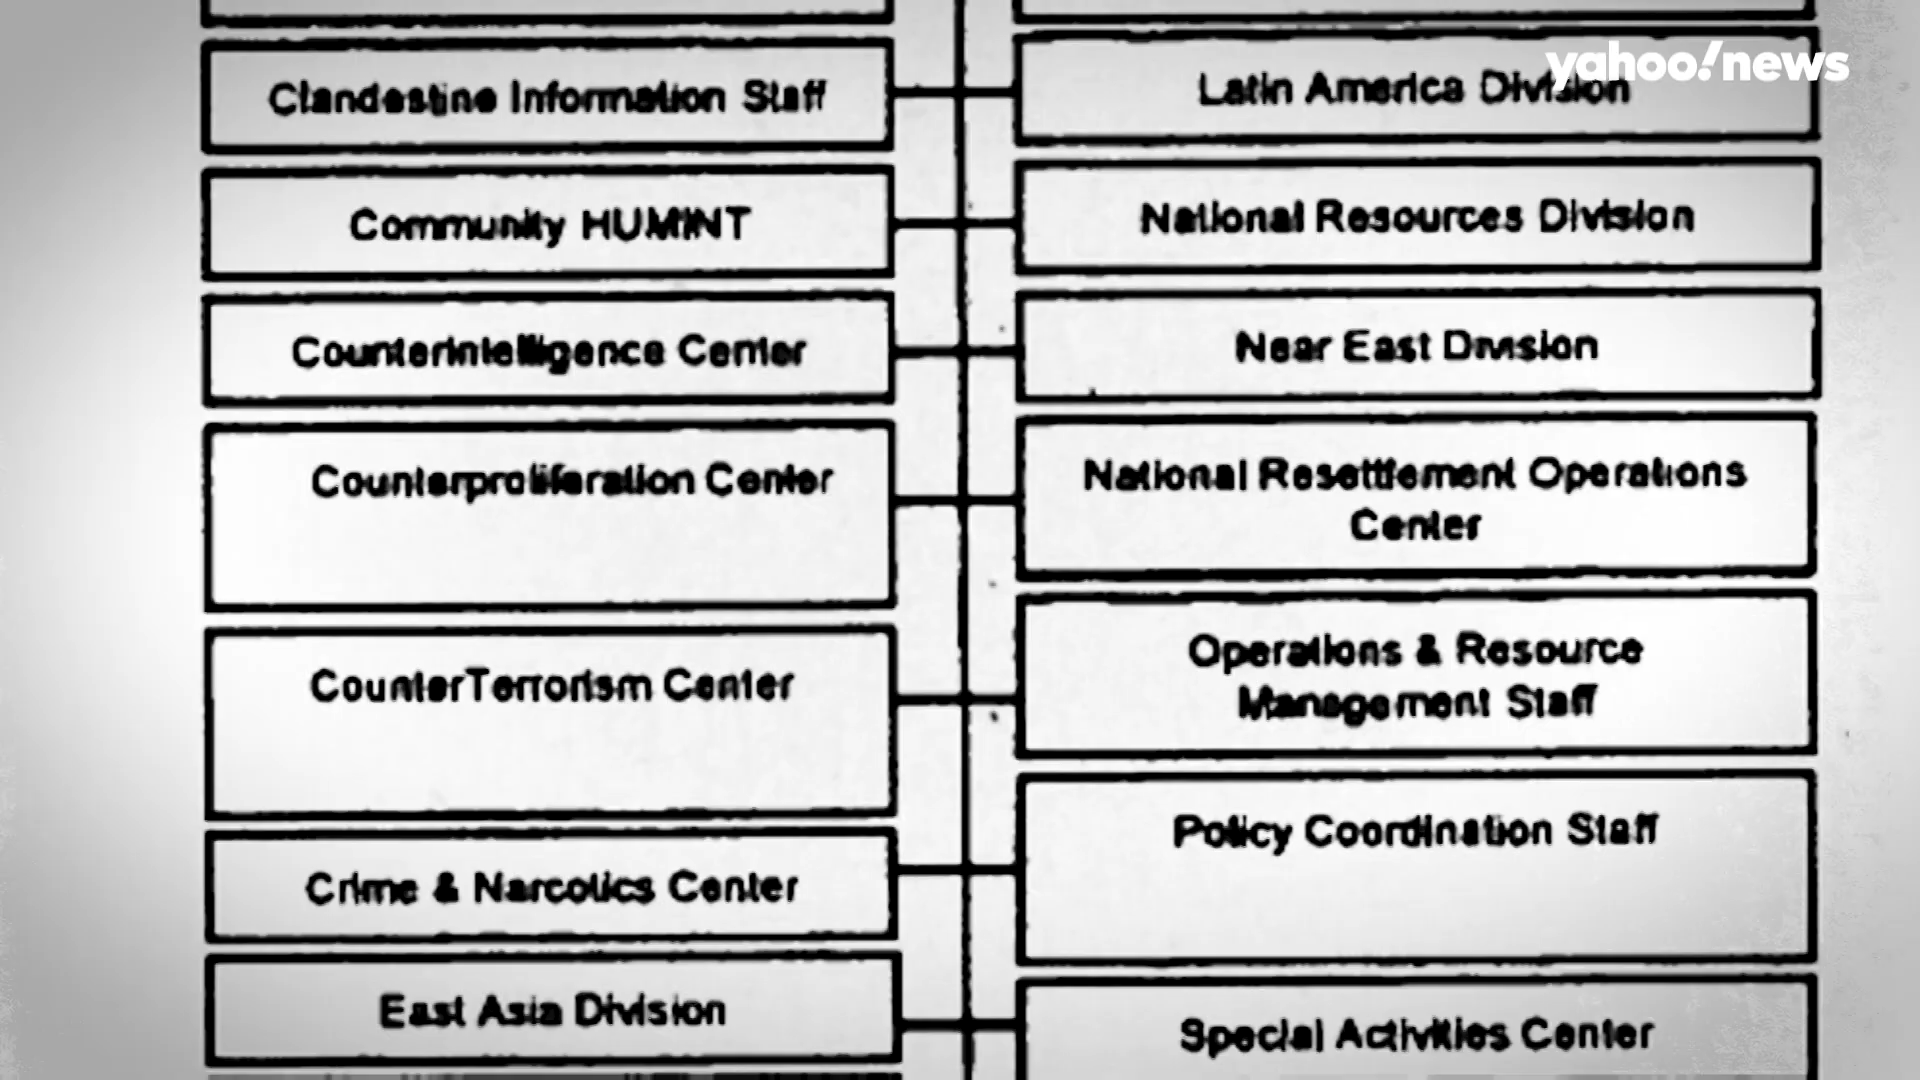 yahoo!news
Clandestine Information Staff
Latin America Division
Community HUMINT
National Resources Division
Counterintelligence Center
Near East Division
Counterproliferation Center
National Resettlement Operations
Center
CounterTerrorism Center
Operations & Resource
Management Staff
Crime & Narcotics Center
Policy Coordination Staff
East Asia Division
Special Activities Center